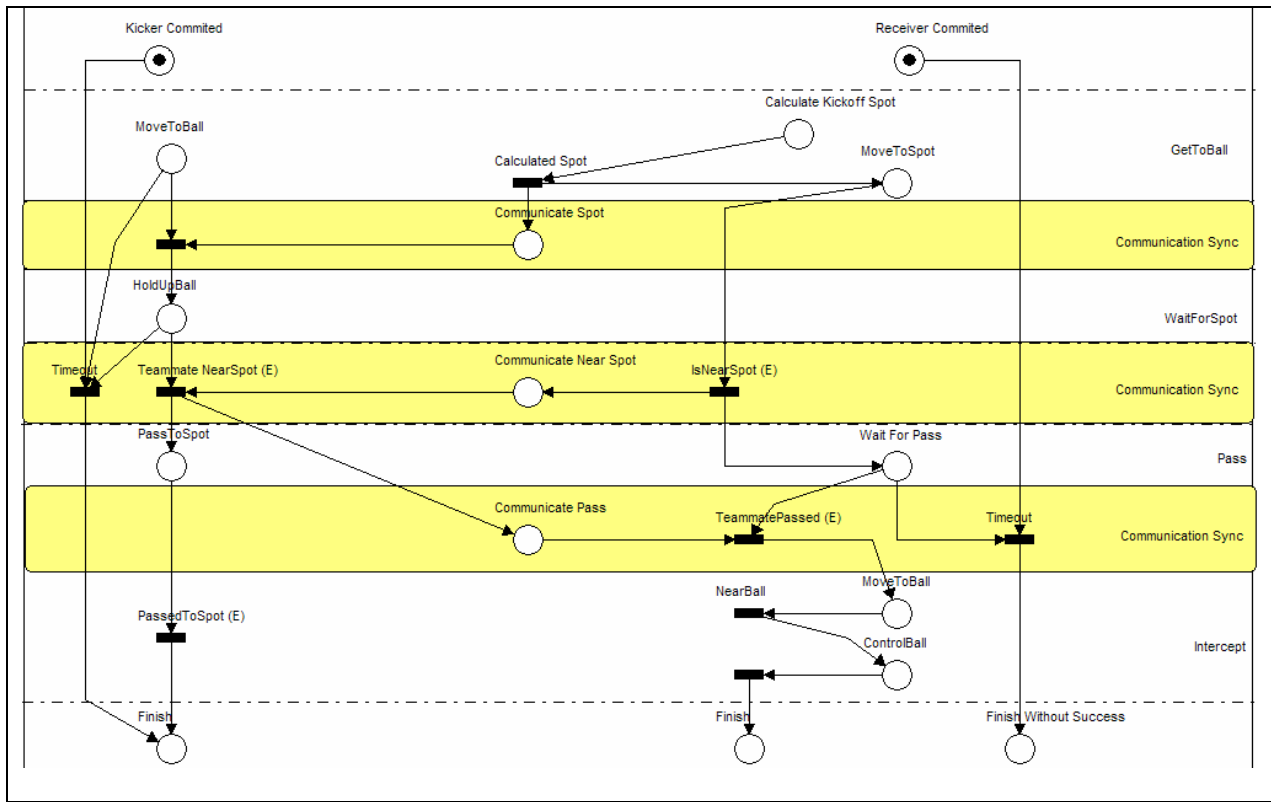 Kicker Commited
Receiver Commited
Calculate Kickoff Spot
MoveToBall
MoveToSpot
GetToBall
Calculated Spot
Communicate Spot
Communication Sync
HoldUpBall
WaitForSpot
Communicate Near Spot
Timeout
Teammate NearSpot (E)
IsNearSpot (E)
Communication Sync
PassToSpot
Wait For Pass
Pass
Communicate Pass
TeammatePassed (E)
Timeout
Communication Sync
MoveToBall
NearBall
PassedToSpot (E)
ControlBall
Intercept
Finish
Finish
Finish Without Success